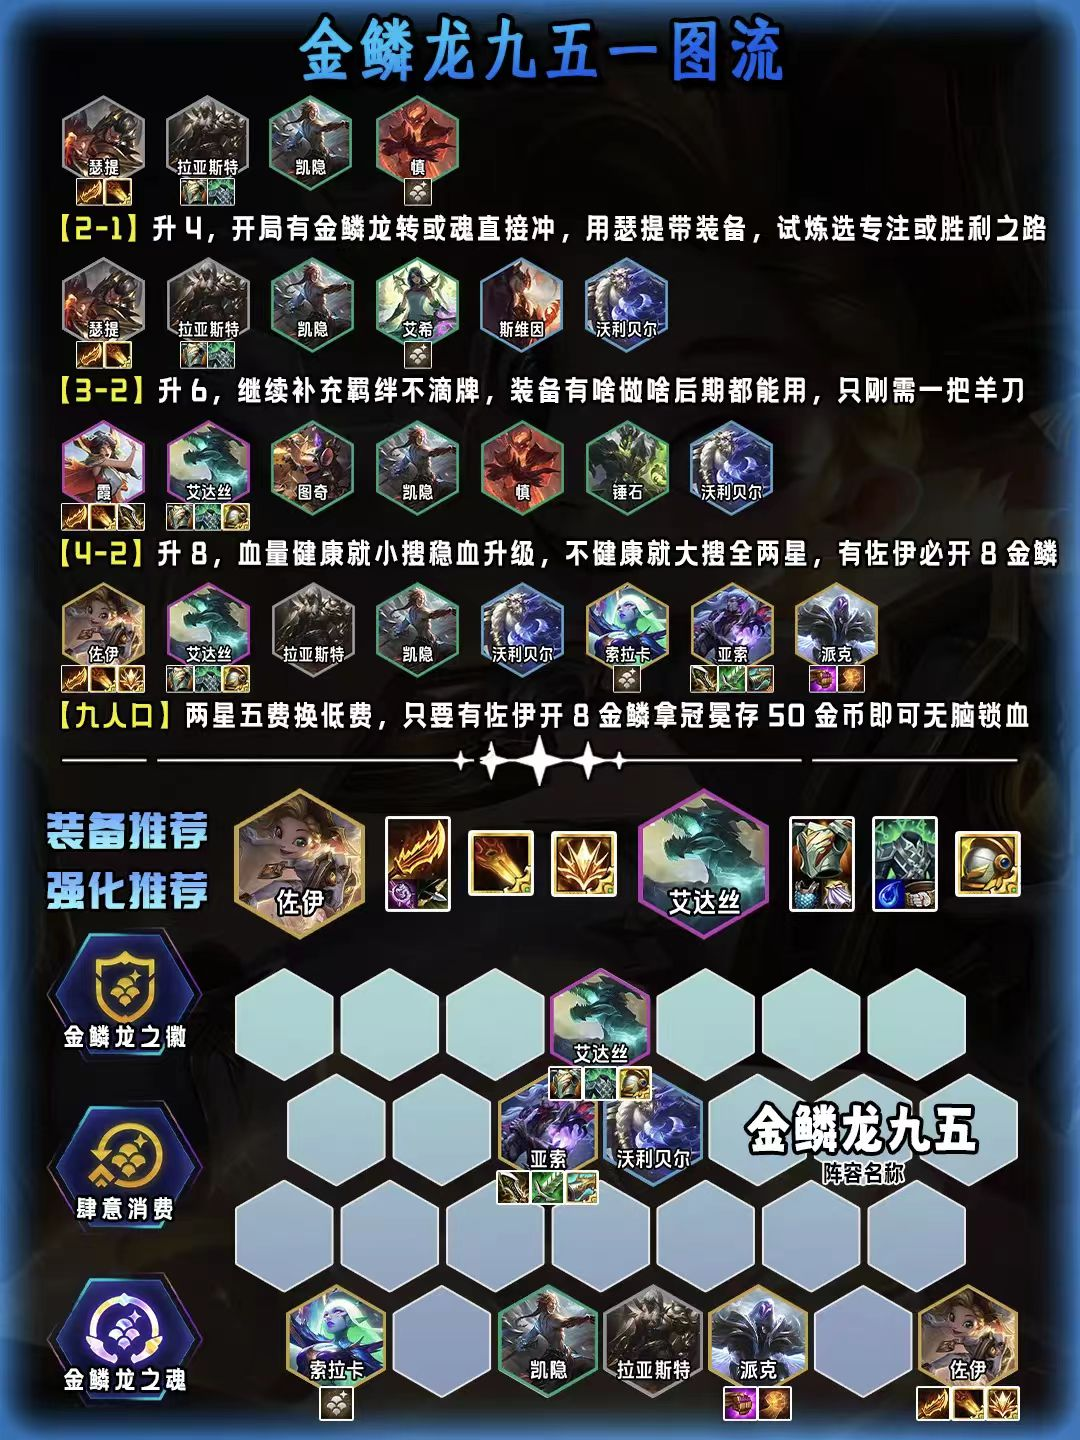 金鳞龙九五一图流
瑟提 拉亚斯特 凯隐 慎
【2-1】升4，开局有金鳞龙转或魂直接冲，用瑟提带装备，试炼选专注或胜利之路
瑟提 拉亚斯特 凯隐 艾希 斯维因 沃利贝尔
【3-2】升6，继续补充羁绊不滴牌，装备有啥做啥后期都能用，只刚需一把羊刀
霞 艾达丝 图奇 凯隐 慎 锤石 沃利贝尔
【4-2】升8，血量健康就小搜稳血升级，不健康就大搜全两星，有佐伊必开8金鳞
佐伊 艾达丝 拉亚斯特 凯隐 沃利贝尔 索拉卡 亚索 派克
【九人口】两星五费换低费，只要有佐伊开8金鳞拿冠冕存50金币即可无脑锁血
装备推荐
强化推荐
佐伊 艾达丝
金鳞龙之徽
肆意消费
金鳞龙之魂
艾达丝
亚索 沃利贝尔
金鳞龙九五
阵容名称
索拉卡 凯隐 拉亚斯特 派克 佐伊